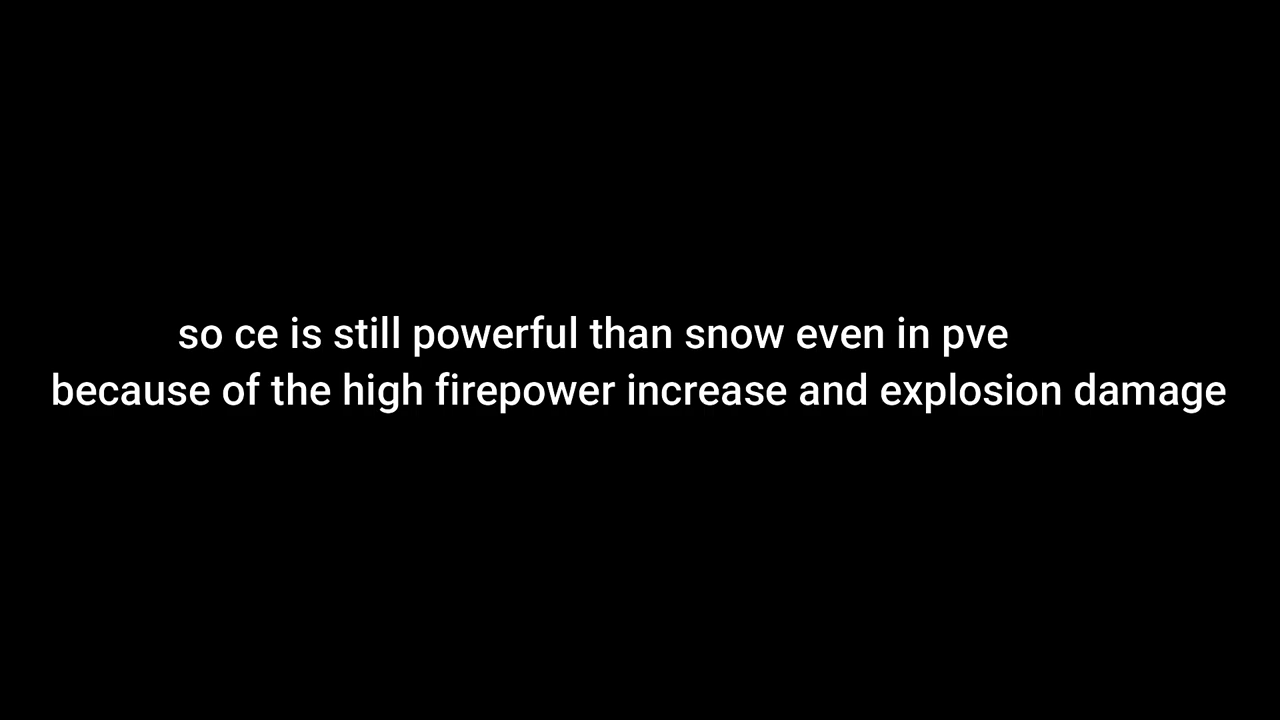 so ce is still powerful than snow even in pve
because of the high firepower increase and explosion damage